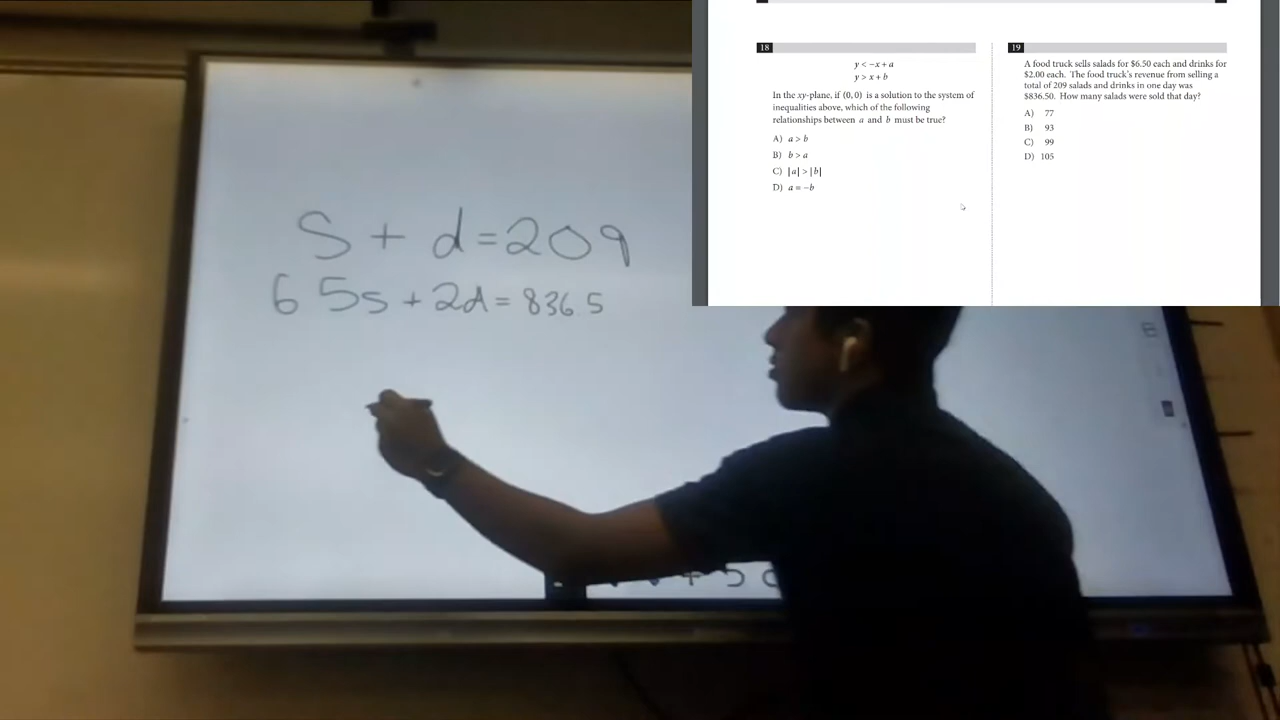 S + d = 209
6 5s + 2d = 836.5
18
y < −x + a
y > x + b
In the xy-plane, if (0, 0) is a solution to the system of
inequalities above, which of the following
relationships between a and b must be true?
A) a > b
B) b > a
C) |a| > |b|
D) a = −b
19
A food truck sells salads for $6.50 each and drinks for
$2.00 each. The food truck's revenue from selling a
total of 209 salads and drinks in one day was
$836.50. How many salads were sold that day?
A) 77
B) 93
C) 99
D) 105